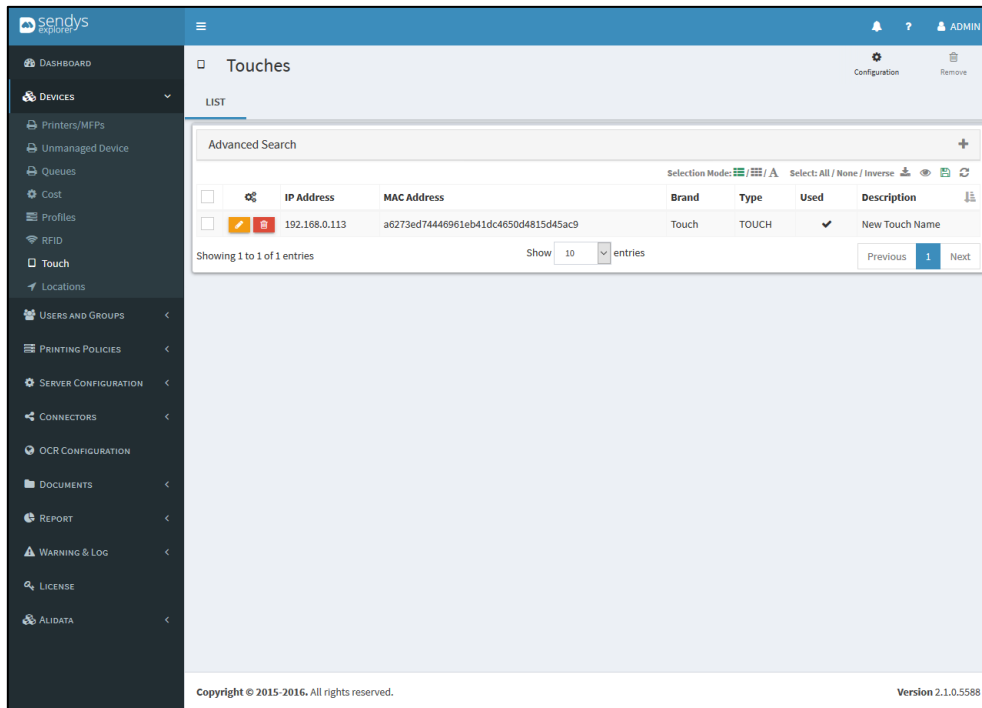 sendys
explorer
ADMIN
DASHBOARD
DEVICES
Printers/MFPs
Unmanaged Device
Queues
Cost
Profiles
RFID
Touch
Locations
USERS AND GROUPS
PRINTING POLICIES
SERVER CONFIGURATION
CONNECTORS
OCR CONFIGURATION
DOCUMENTS
REPORT
WARNING & LOG
LICENSE
ALIDATA
Touches
Configuration
Remove
LIST
Advanced Search
Selection Mode: / / A Select: All / None / Inverse
IP Address MAC Address Brand Type Used Description
192.168.0.113 a6273ed74446961eb41dc4650d4815d45ac9 Touch TOUCH New Touch Name
Showing 1 to 1 of 1 entries Show 10 entries Previous 1 Next
Copyright © 2015-2016. All rights reserved. Version 2.1.0.5588